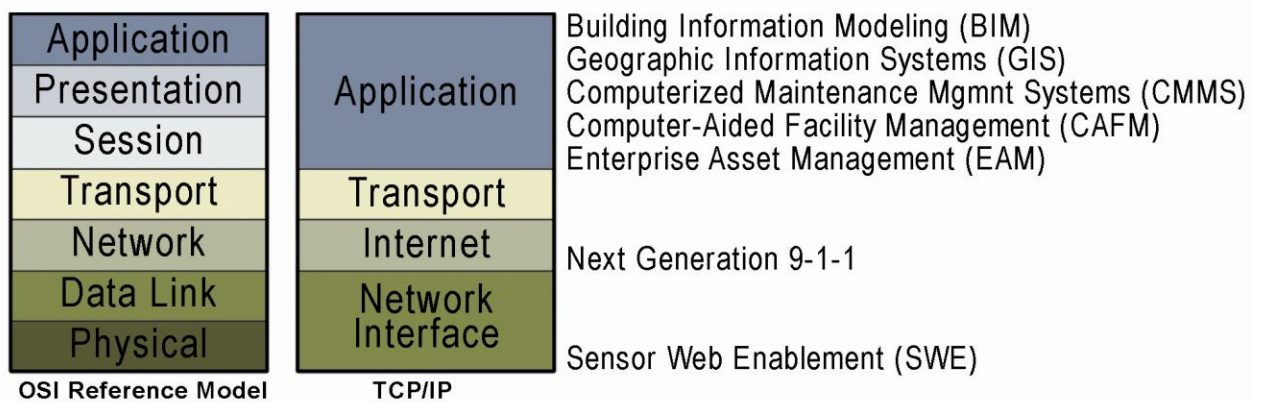 Application
Presentation
Session
Transport
Network
Data Link
Physical
OSI Reference Model
Application
Transport
Internet
Network
Interface
TCP/IP
Building Information Modeling (BIM)
Geographic Information Systems (GIS)
Computerized Maintenance Mgmnt Systems (CMMS)
Computer-Aided Facility Management (CAFM)
Enterprise Asset Management (EAM)
Next Generation 9-1-1
Sensor Web Enablement (SWE)